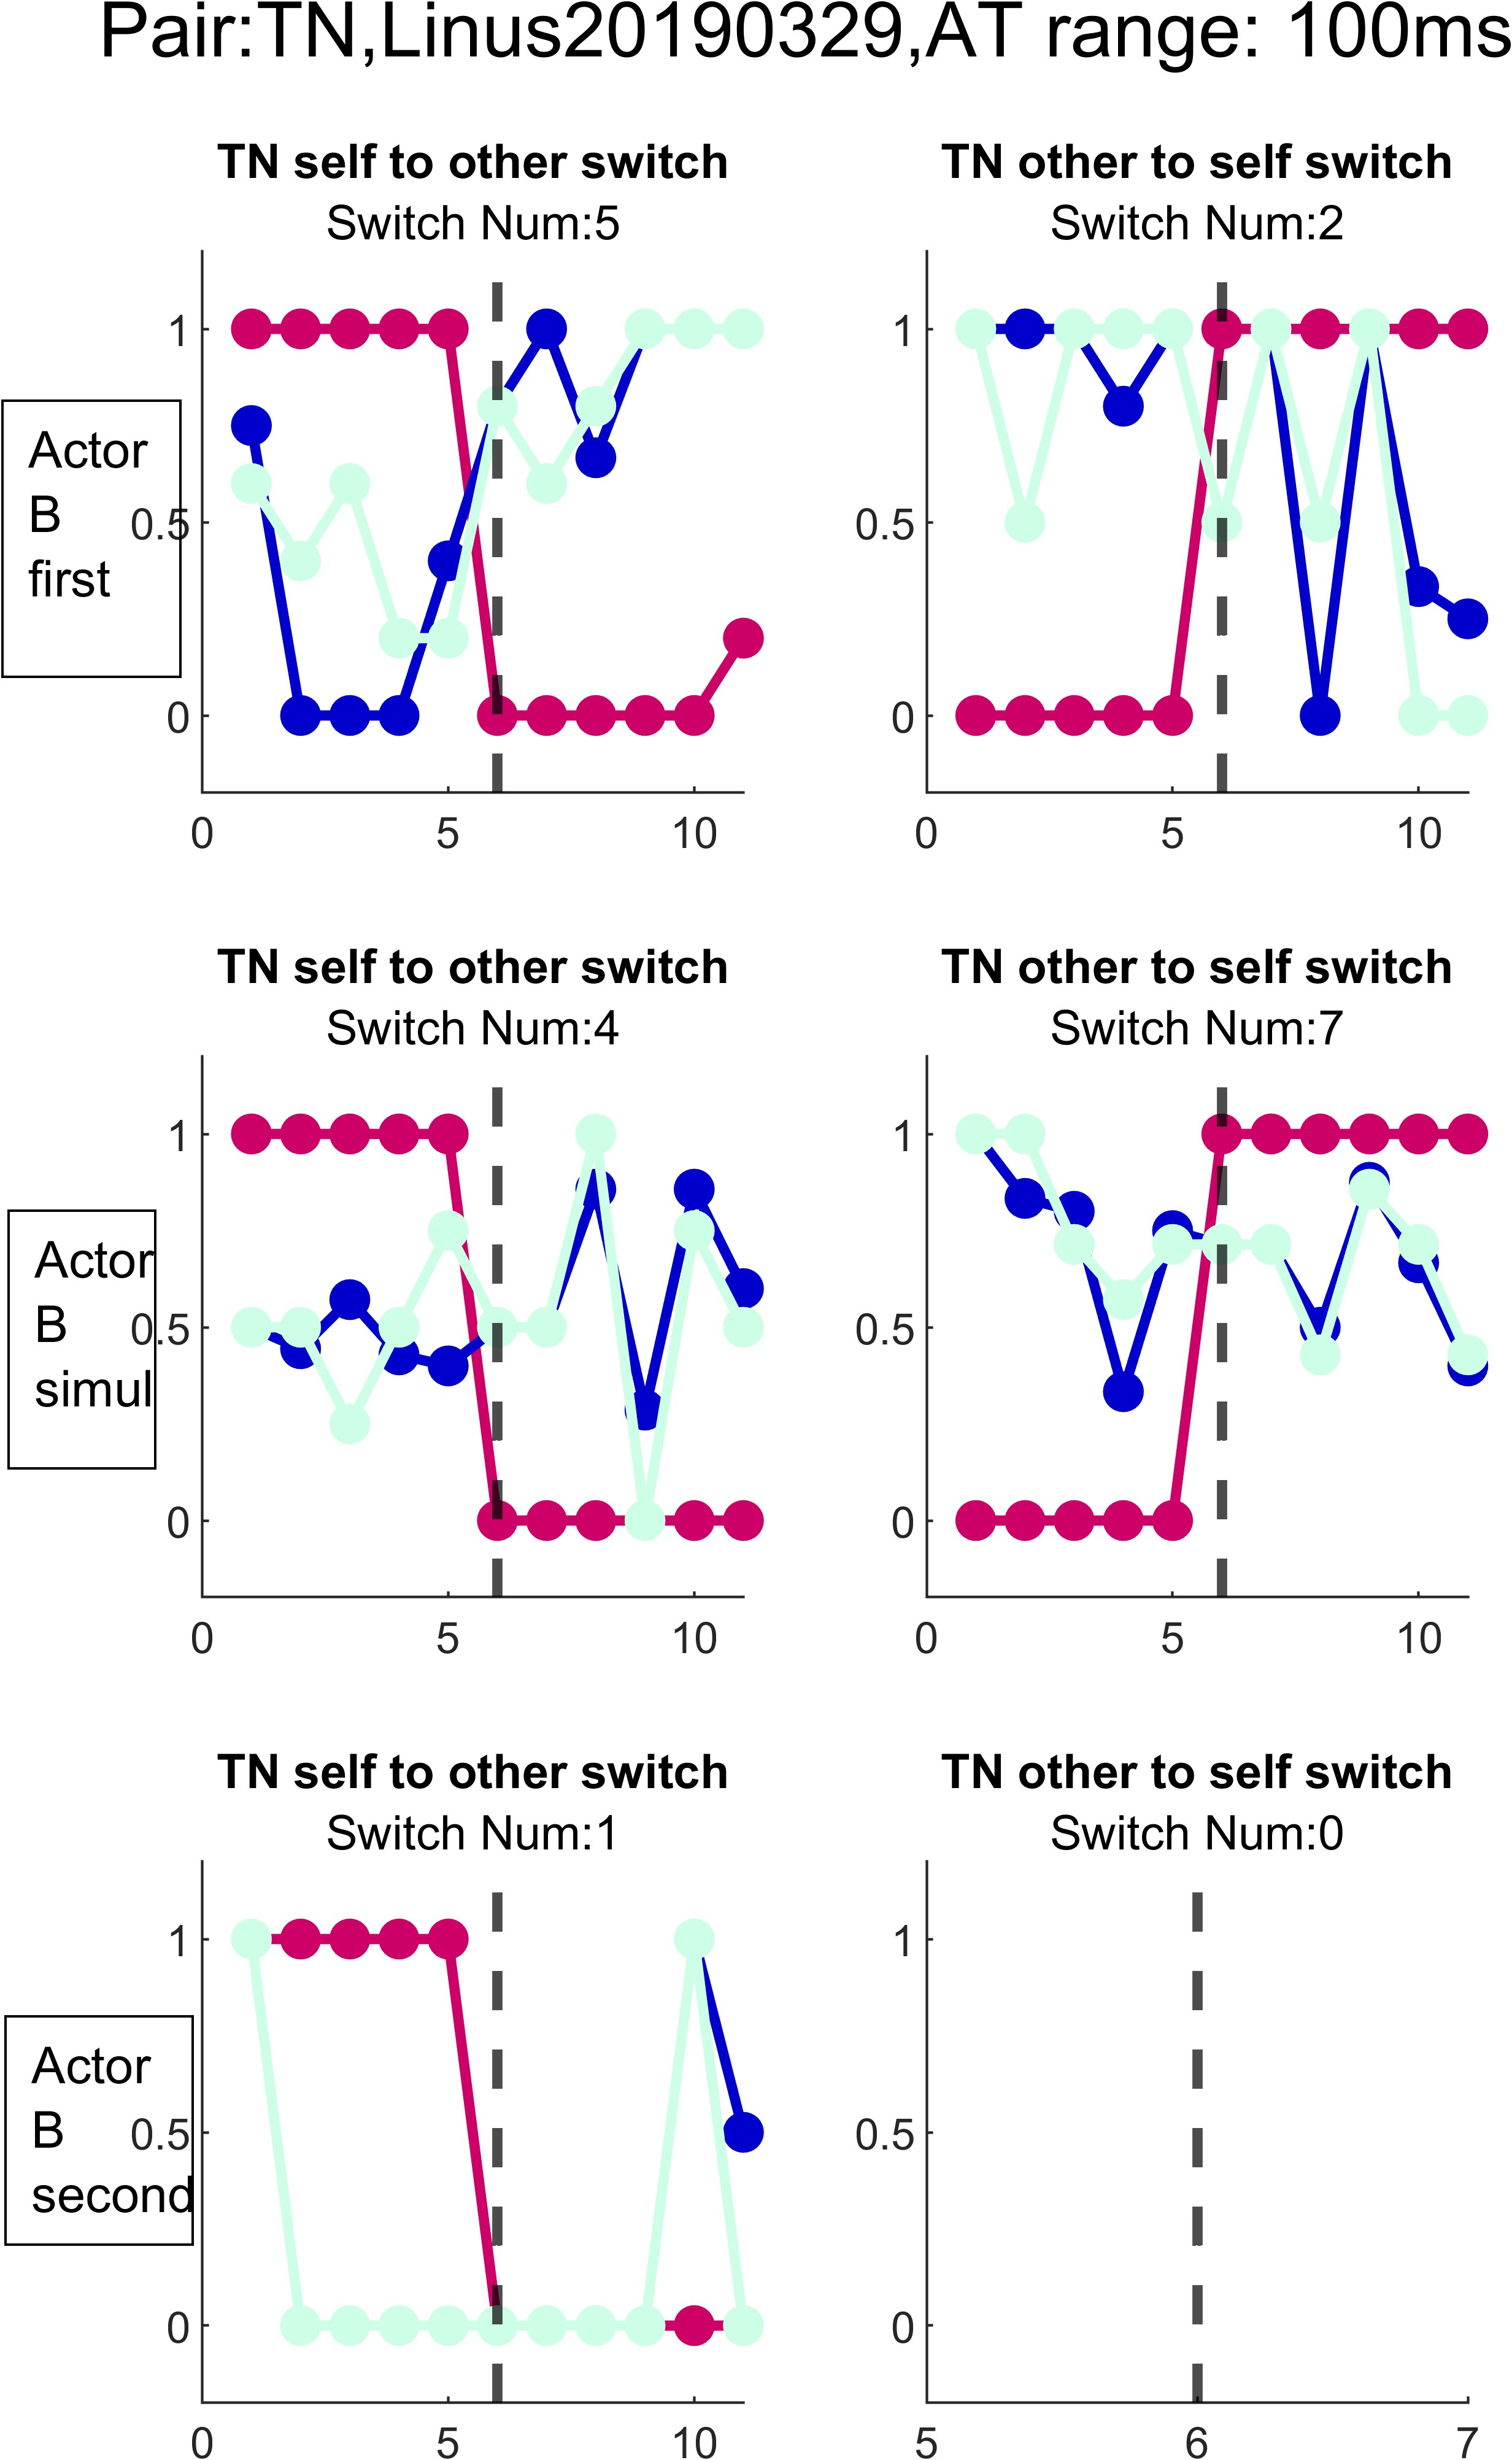 Pair:TN,Linus20190329,AT range: 100ms
TN self to other switch
Switch Num:5
TN other to self switch
Switch Num:2
Actor
B
first
1
0.5
0
0 5 10
1
0.5
0
0 5 10
TN self to other switch
Switch Num:4
TN other to self switch
Switch Num:7
Actor
B
simul
1
0.5
0
0 5 10
1
0.5
0
0 5 10
TN self to other switch
Switch Num:1
TN other to self switch
Switch Num:0
Actor
B
second
1
0.5
0
0 5 10
1
0.5
0
5 6 7